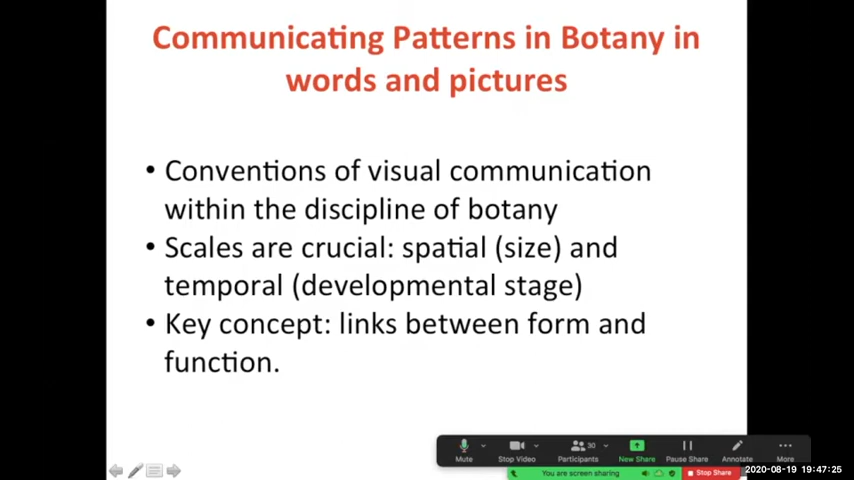 Communicating Patterns in Botany in
words and pictures
• Conventions of visual communication
within the discipline of botany
• Scales are crucial: spatial (size) and
temporal (developmental stage)
• Key concept: links between form and
function.
30
Mute
Stop Video
Participants
New Share
Pause Share
Annotate
More
You are screen sharing
Stop Share
2020-08-19 19:47:25